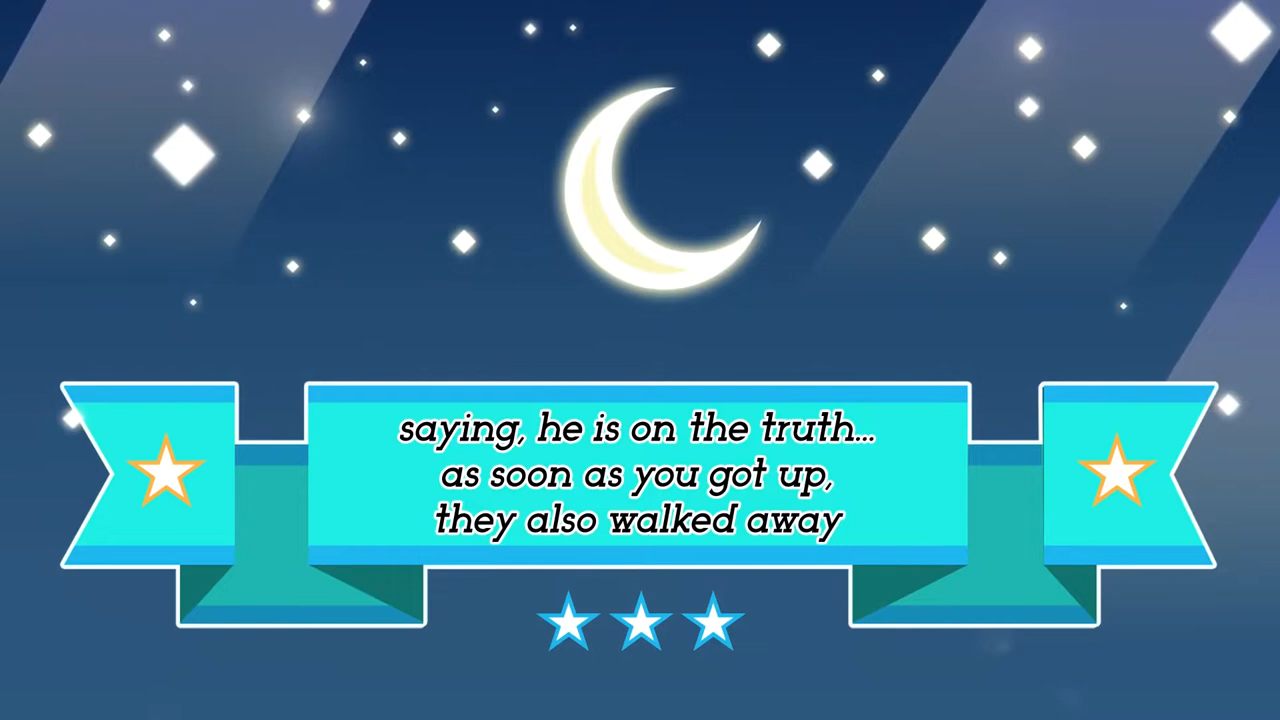 saying, he is on the truth...
as soon as you got up,
they also walked away